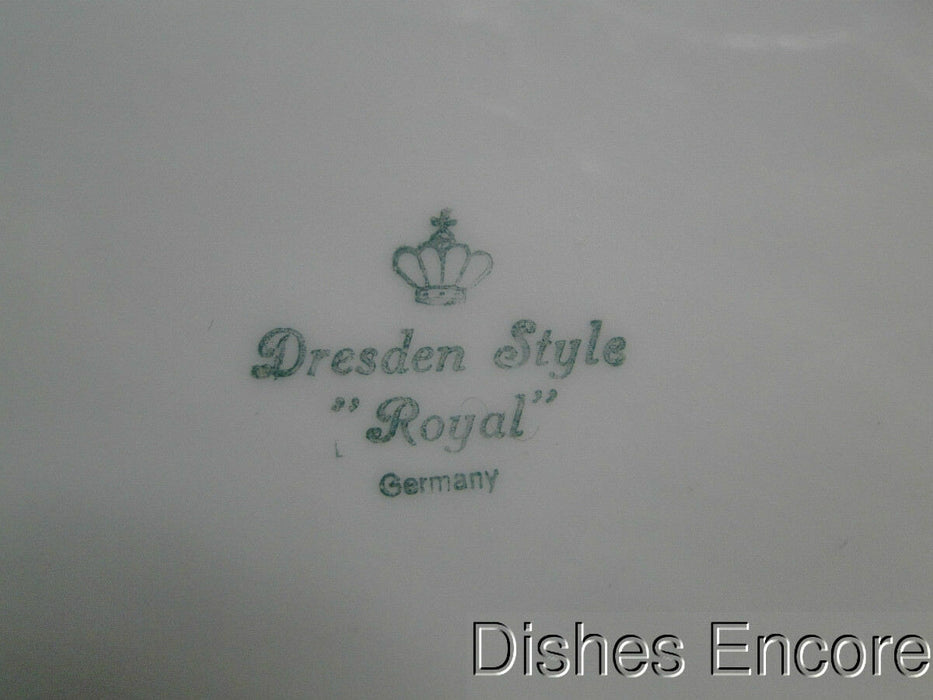 Dresden Style
"Royal"
Germany
Dishes Encore